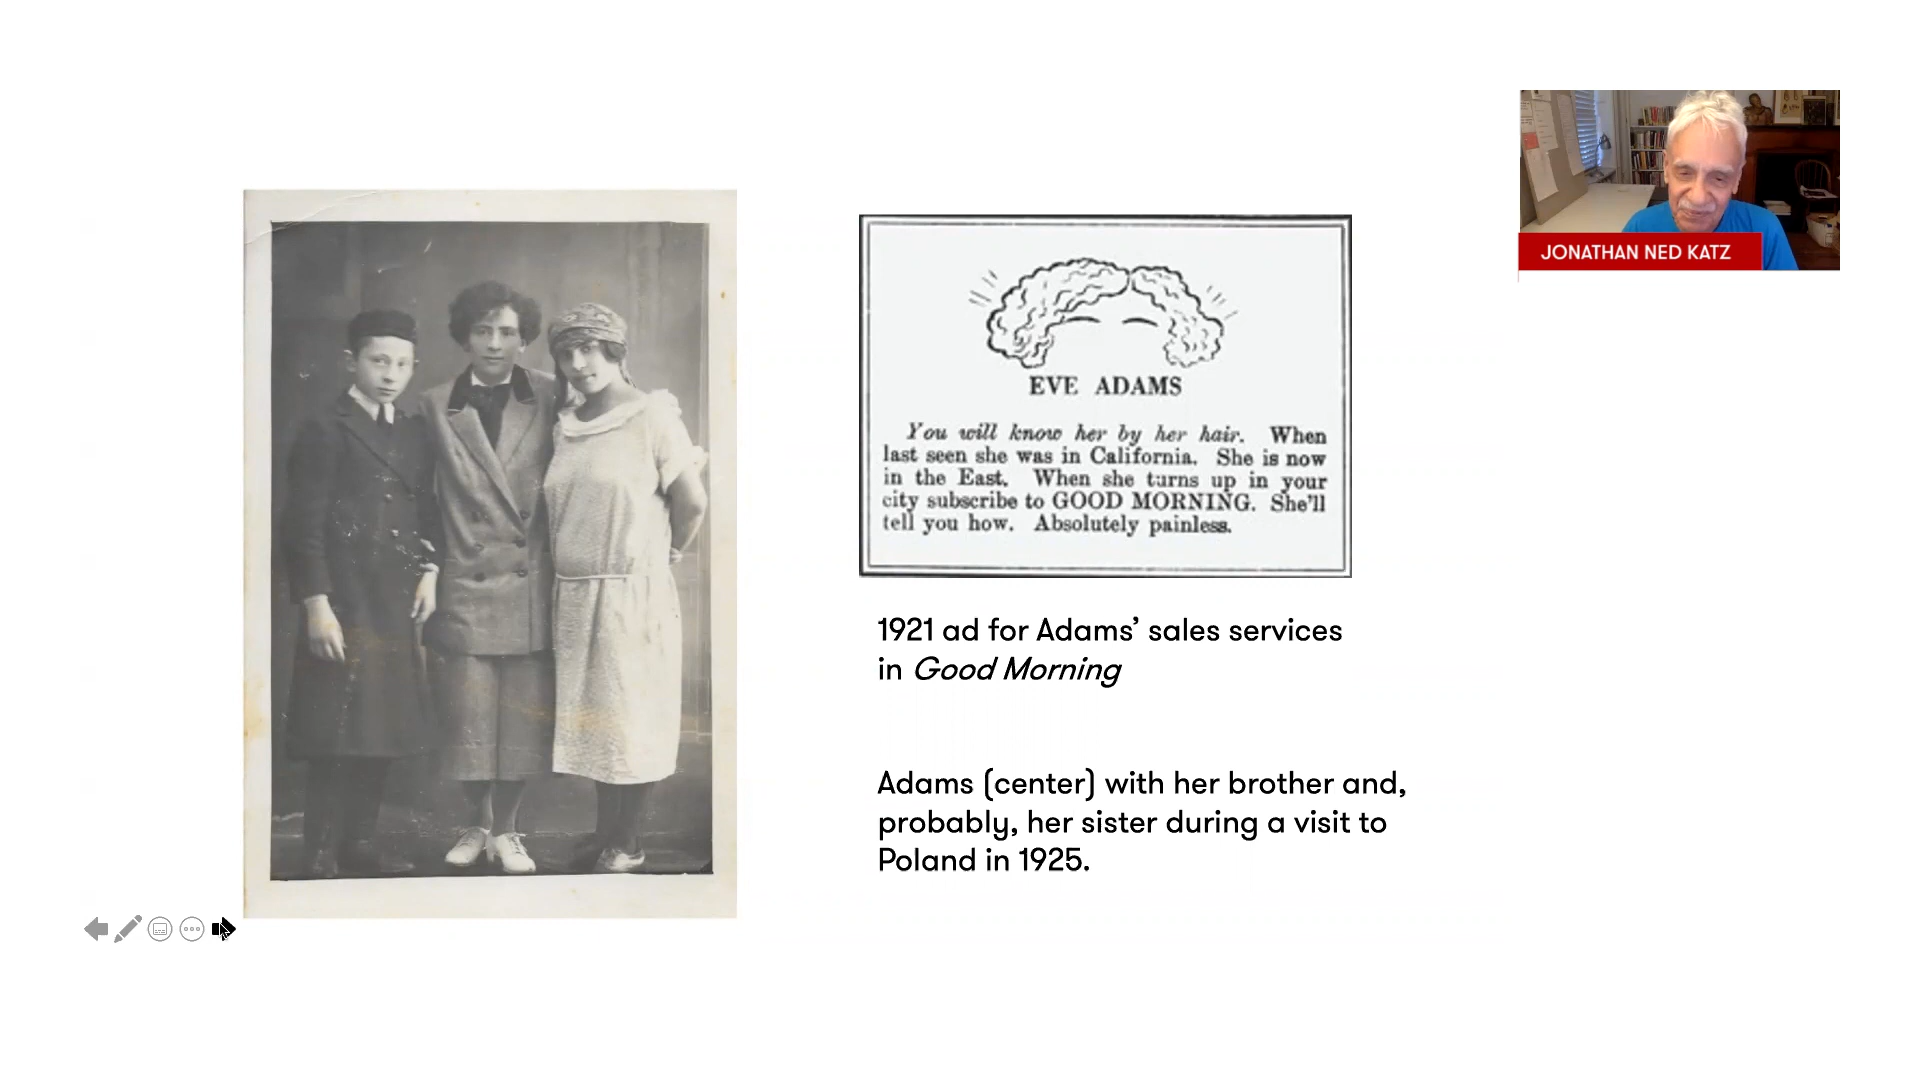 JONATHAN NED KATZ
EVE ADAMS
You will know her by her hair. When
last seen she was in California. She is now
in the East. When she turns up in your
city subscribe to GOOD MORNING. She'll
tell you how. Absolutely painless.
1921 ad for Adams’ sales services
in Good Morning
Adams (center) with her brother and,
probably, her sister during a visit to
Poland in 1925.